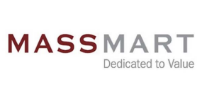 MASSMART
Dedicated to Value